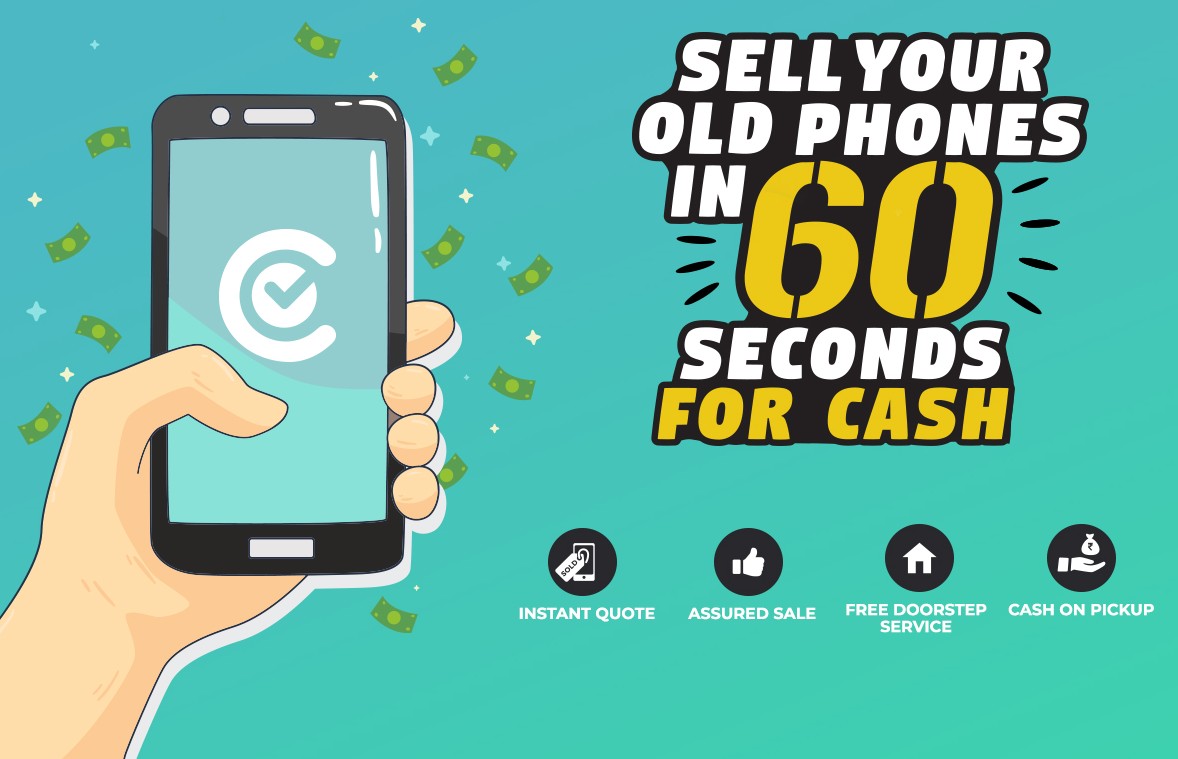 SELL YOUR
OLD PHONES
IN 60
SECONDS
FOR CASH
SOLD
INSTANT QUOTE
ASSURED SALE
FREE DOORSTEP
SERVICE
₹
CASH ON PICKUP